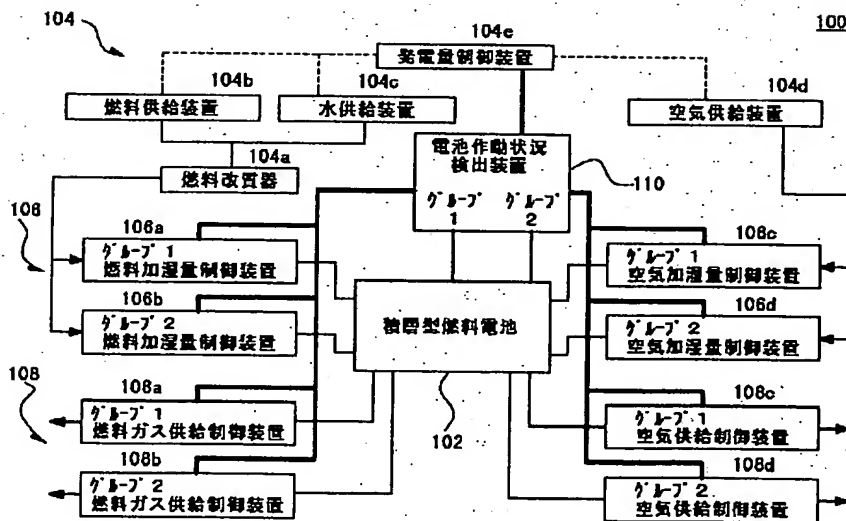 104
104e
100
発電量制御装置
104b
104c
104d
燃料供給装置
水供給装置
空気供給装置
104a
燃料改質器
電池作動状況
検出装置
グループ グループ
1 2
110
106
106a
グループ 1
燃料加湿量制御装置
106c
グループ 1
空気加湿量制御装置
106b
グループ 2
燃料加湿量制御装置
積層型燃料電池
106d
グループ 2
空気加湿量制御装置
108
108a
グループ 1
燃料ガス供給制御装置
102
108c
グループ 1
空気供給制御装置
108b
グループ 2
燃料ガス供給制御装置
108d
グループ 2
空気供給制御装置